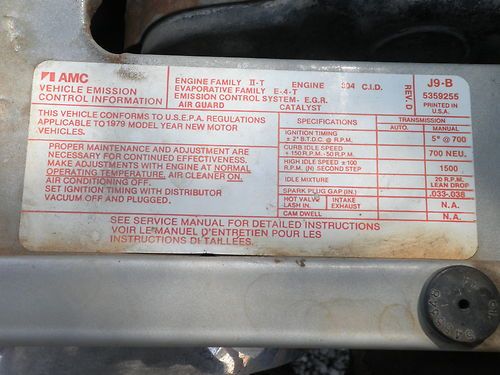 AMC
VEHICLE EMISSION
CONTROL INFORMATION
ENGINE FAMILY II-T ENGINE 304 C.I.D.
EVAPORATIVE FAMILY E-4-T
EMISSION CONTROL SYSTEM- E.G.R.
AIR GUARD CATALYST
REV. D
J9-B
5359255
PRINTED IN
U.S.A.
THIS VEHICLE CONFORMS TO U.S.E.P.A. REGULATIONS
APPLICABLE TO 1979 MODEL YEAR NEW MOTOR
VEHICLES.
PROPER MAINTENANCE AND ADJUSTMENT ARE
NECESSARY FOR CONTINUED EFFECTIVENESS.
MAKE ADJUSTMENTS WITH ENGINE AT NORMAL
OPERATING TEMPERATURE, AIR CLEANER ON,
AIR CONDITIONING OFF.
SET IGNITION TIMING WITH DISTRIBUTOR
VACUUM OFF AND PLUGGED.
SPECIFICATIONS TRANSMISSION
AUTO. MANUAL
IGNITION TIMING
± 2° B.T.D.C. @ R.P.M. 5° @ 700
CURB IDLE SPEED
+ 150 R.P.M. - 50 R.P.M. 700 NEU.
HIGH IDLE SPEED ± 100
R.P.M. (N) SECOND STEP 1500
IDLE MIXTURE 20 R.P.M.
LEAN DROP
SPARK PLUG GAP (IN.) .033-.038
HOT VALVE INTAKE
LASH IN. EXHAUST N.A.
CAM DWELL N.A.
SEE SERVICE MANUAL FOR DETAILED INSTRUCTIONS
VOIR LE MANUEL D'ENTRETIEN POUR LES
INSTRUCTIONS DETAILLEES.